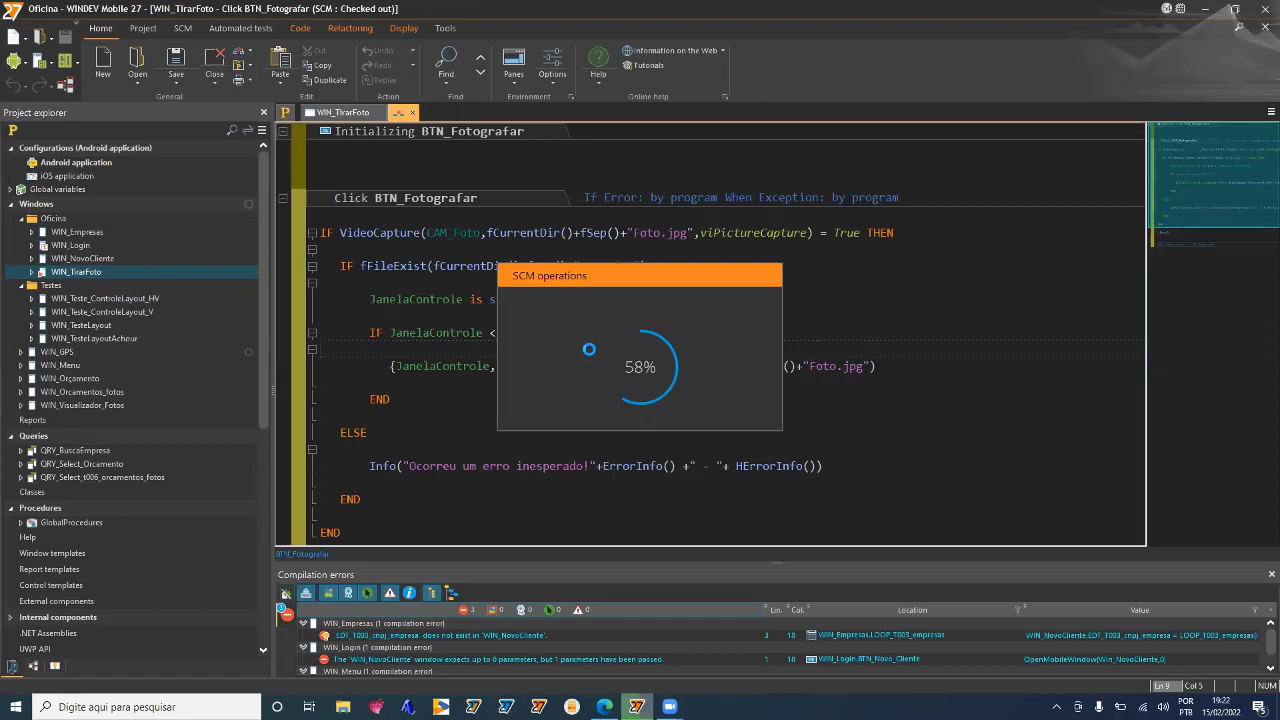 Oficina - WINDEV Mobile 27 - [WIN_TirarFoto - Click BTN_Fotografar (SCM : Checked out)]
Home Project SCM Automated tests Code Refactoring Display Tools
New Open Save Close
Paste Cut Copy Duplicate
Undo Redo Replay
Find
Panes Options
Help Information on the Web Tutorials
General Action Find Environment Online help
Project explorer
WIN_TirarFoto
Configurations (Android application)
Android application
iOS application
Global variables
Windows
Oficina
WIN_Empresas
WIN_Login
WIN_NovoCliente
WIN_TirarFoto
Testes
WIN_Teste_ControleLayout_HV
WIN_Teste_ControleLayout_V
WIN_TesteLayout
WIN_TesteLayoutAchour
WIN_GPS
WIN_Menu
WIN_Orçamento
WIN_Orcamentos_fotos
WIN_Visualizador_Fotos
Reports
Queries
QRY_BuscaEmpresa
QRY_Select_Orcamento
QRY_Select_t006_orcamentos_fotos
Classes
Procedures
GlobalProcedures
Help
Window templates
Report templates
Control templates
External components
Internal components
.NET Assemblies
UWP API
Initializing BTN_Fotografar
Click BTN_Fotografar If Error: by program When Exception: by program
IF VideoCapture(CAM_Foto,fCurrentDir()+fSep()+"Foto.jpg",viPictureCapture) = True THEN
IF fFileExist(fCurrentD
JanelaControle is s
IF JanelaControle <
{JanelaControle, ()+"Foto.jpg")
END
ELSE
Info("Ocorreu um erro inesperado!"+ErrorInfo() +" - "+ HErrorInfo())
END
END
SCM operations
58%
BTN_Fotografar
Compilation errors
3 0 0 0 0 Lin. Col. Location Value
WIN_Empresas (1 compilation error)
EDT_T003_cnpj_empresa' does not exist in 'WIN_NovoCliente'. 3 18 WIN_Empresas.LOOP_T003_empresas WIN_NovoCliente.EDT_T003_cnpj_empresa = LOOP_T003_empresas
WIN_Login (1 compilation error)
The 'WIN_NovoCliente' window expects up to 0 parameters, but 1 parameters have been passed. 1 18 WIN_Login.BTN_Novo_Cliente OpenMobileWindow(Win_NovoCliente,0)
WIN_Menu (1 compilation error)
Ln 9 Col 5 NUM
Digite aqui para pesquisar
POR
PTB
19:22
15/02/2022